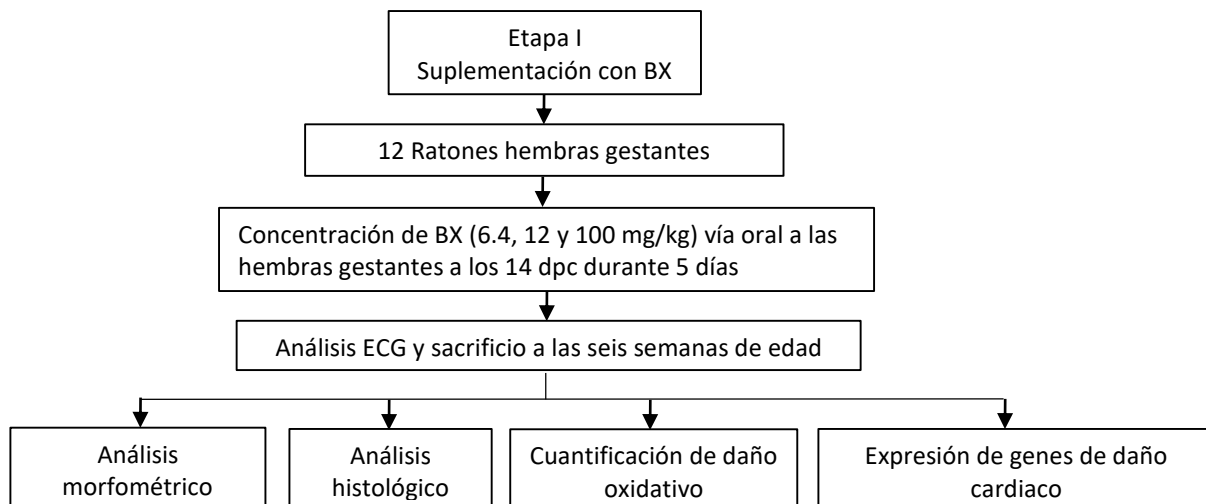 Etapa I
Suplementación con BX
12 Ratones hembras gestantes
Concentración de BX (6.4, 12 y 100 mg/kg) vía oral a las
hembras gestantes a los 14 dpc durante 5 días
Análisis ECG y sacrificio a las seis semanas de edad
Análisis
morfométrico
Análisis
histológico
Cuantificación de daño
oxidativo
Expresión de genes de daño
cardiaco